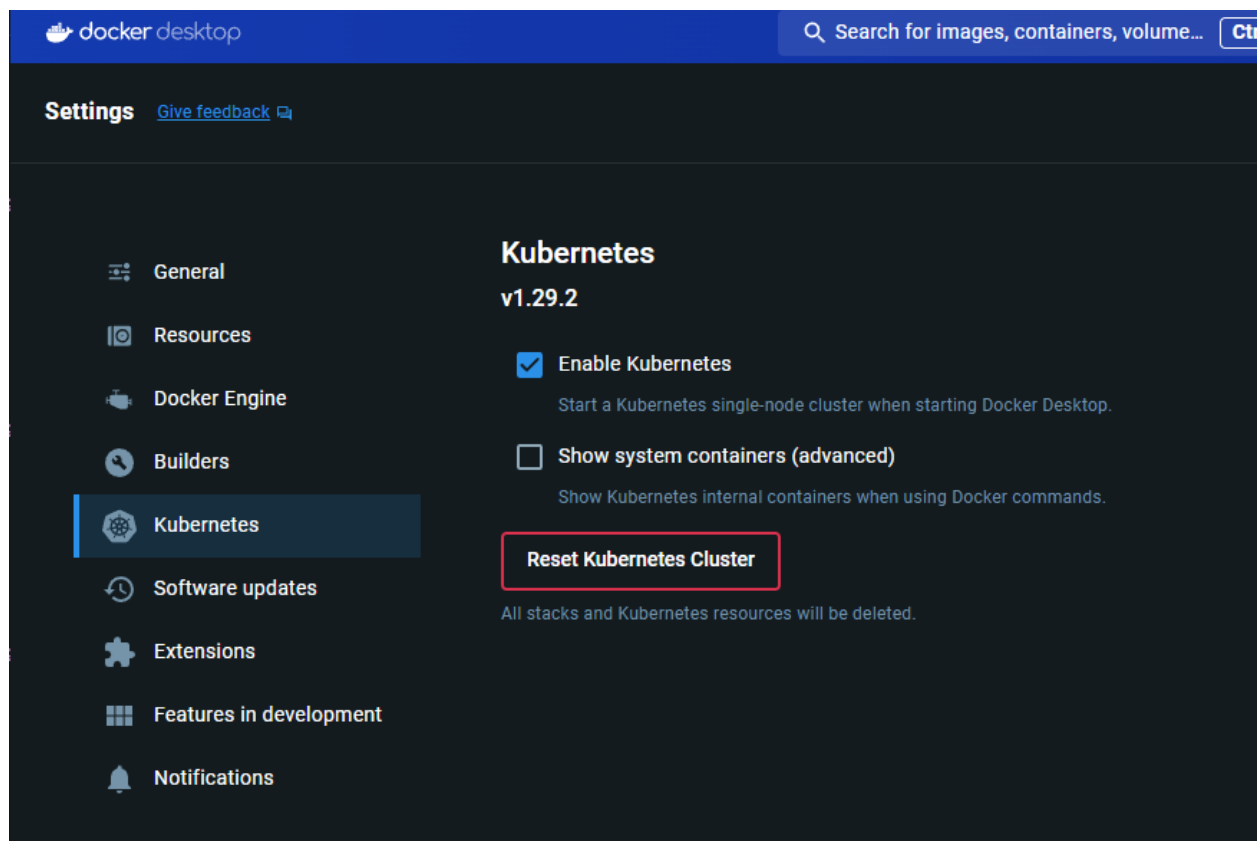 docker desktop
Search for images, containers, volume...
Settings
Give feedback
General
Resources
Docker Engine
Builders
Kubernetes
Software updates
Extensions
Features in development
Notifications
Kubernetes
v1.29.2
Enable Kubernetes
Start a Kubernetes single-node cluster when starting Docker Desktop.
Show system containers (advanced)
Show Kubernetes internal containers when using Docker commands.
Reset Kubernetes Cluster
All stacks and Kubernetes resources will be deleted.